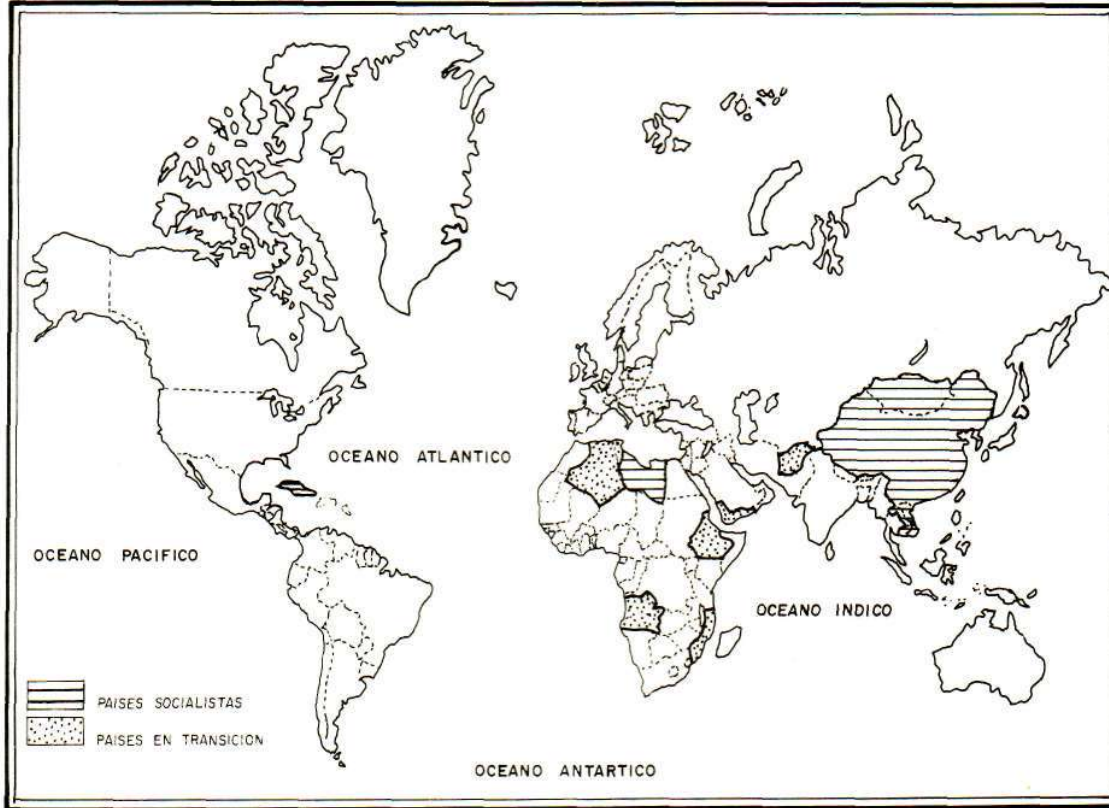 OCEANO ATLANTICO
OCEANO PACIFICO
OCEANO INDICO
PAISES SOCIALISTAS
PAISES EN TRANSICION
OCEANO ANTARTICO